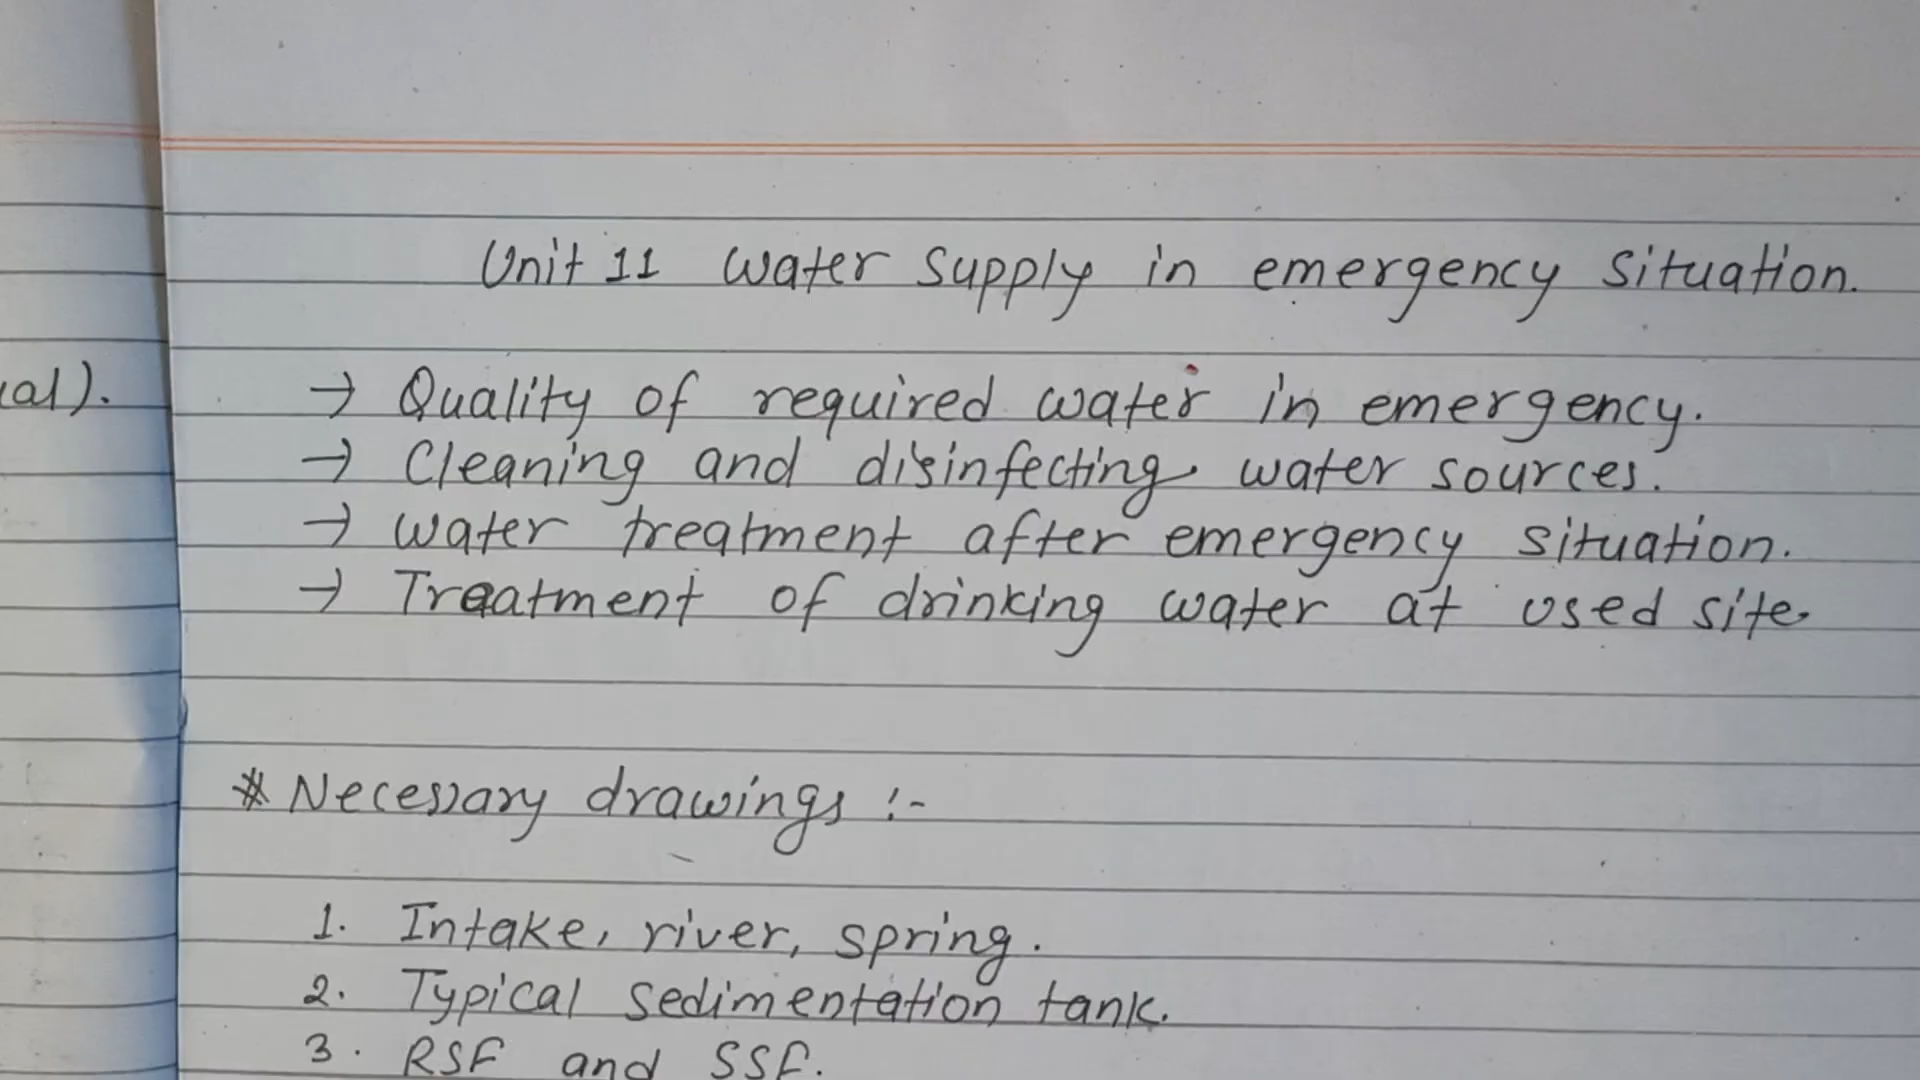 Unit 11 Water Supply in emergency situation.
al).
→ Quality of required water in emergency.
→ Cleaning and disinfecting water sources.
→ Water treatment after emergency situation.
→ Treatment of drinking water at used site.
* Necessary drawings :-
1. Intake, river, spring.
2. Typical sedimentation tank.
3. RSF and SSF.